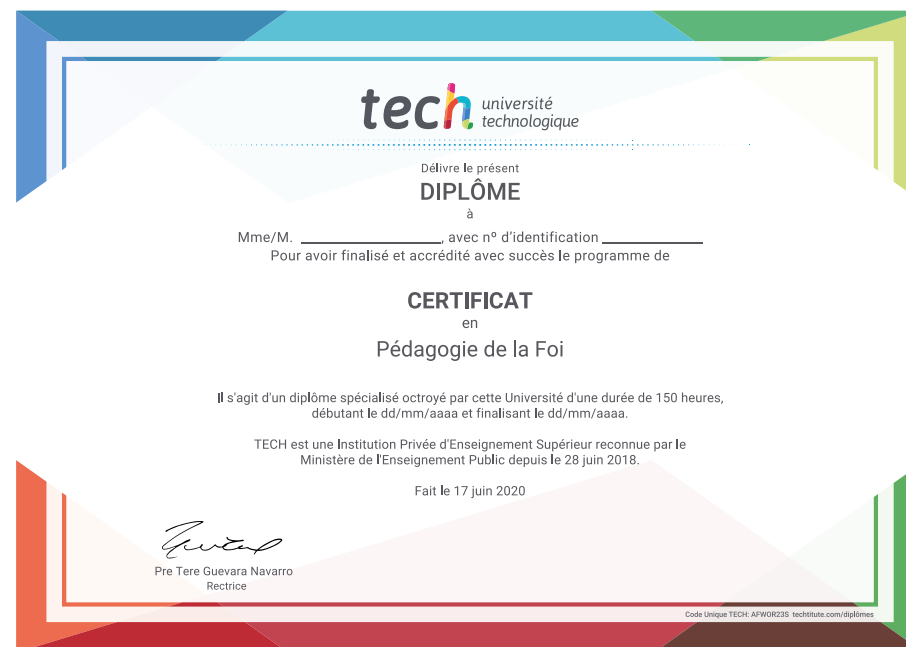 tech université
technologique
Délivre le présent
DIPLÔME
à
Mme/M. ____________________, avec nº d'identification ______________
Pour avoir finalisé et accrédité avec succès le programme de
CERTIFICAT
en
Pédagogie de la Foi
Il s'agit d'un diplôme spécialisé octroyé par cette Université d'une durée de 150 heures,
débutant le dd/mm/aaaa et finalisant le dd/mm/aaaa.
TECH est une Institution Privée d'Enseignement Supérieur reconnue par le
Ministère de l'Enseignement Public depuis le 28 juin 2018.
Fait le 17 juin 2020
Pre Tere Guevara Navarro
Rectrice
Code Unique TECH: AFWOR23S techtitute.com/diplômes